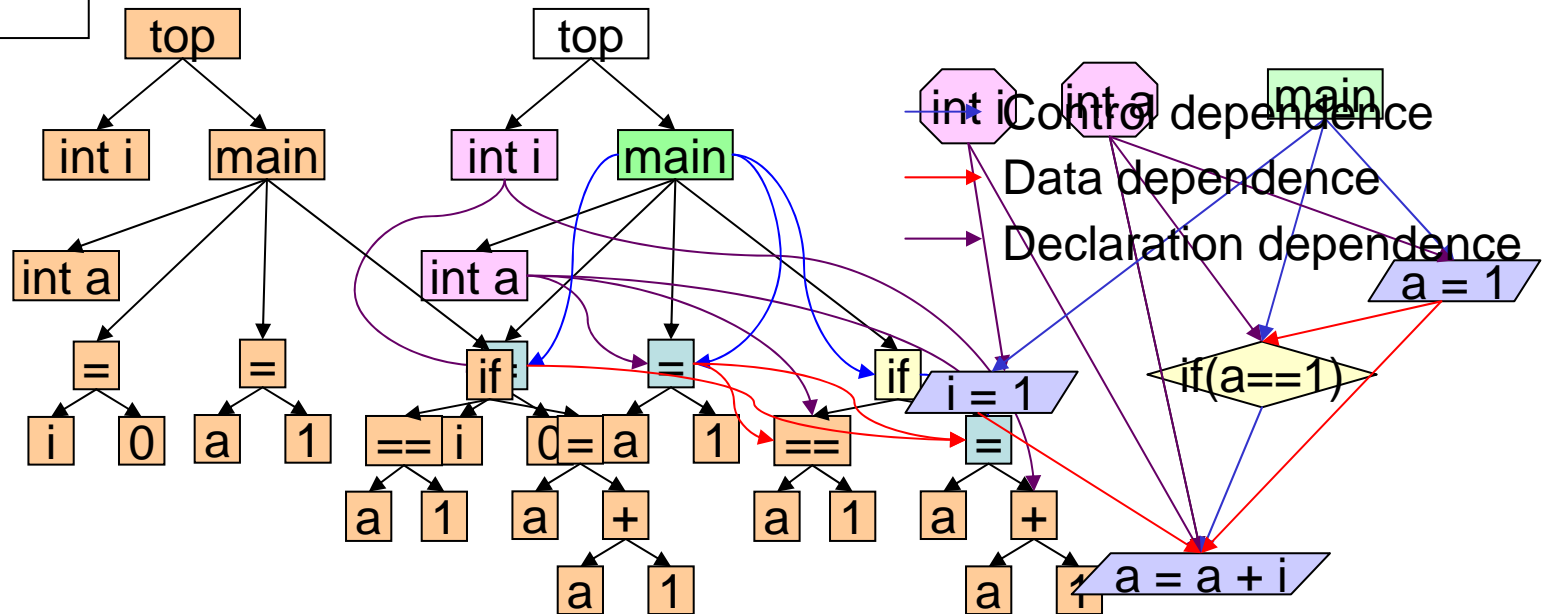 top
top
int i
int a
main
Control dependence
int i
main
int i
main
Data dependence
Declaration dependence
int a
int a
a = 1
=
=
if
=
=
if
i = 1
if(a==1)
i
0
a
1
==
i
0
=
a
1
==
=
a
1
a
+
a
1
a
+
a
1
a
1
a = a + i